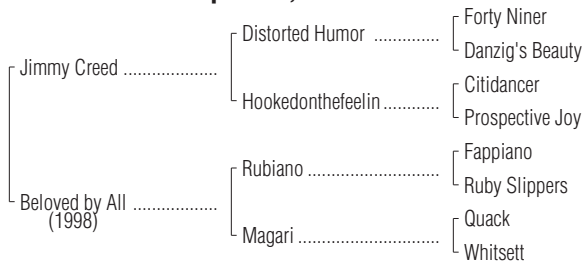 Forty Niner
Distorted Humor ..............
Danzig's Beauty
Jimmy Creed ....................
Citidancer
Hookedonthefeelin ............
Prospective Joy
Fappiano
Rubiano ............................
Ruby Slippers
Beloved by All ..................
(1998)
Quack
Magari ..............................
Whitsett